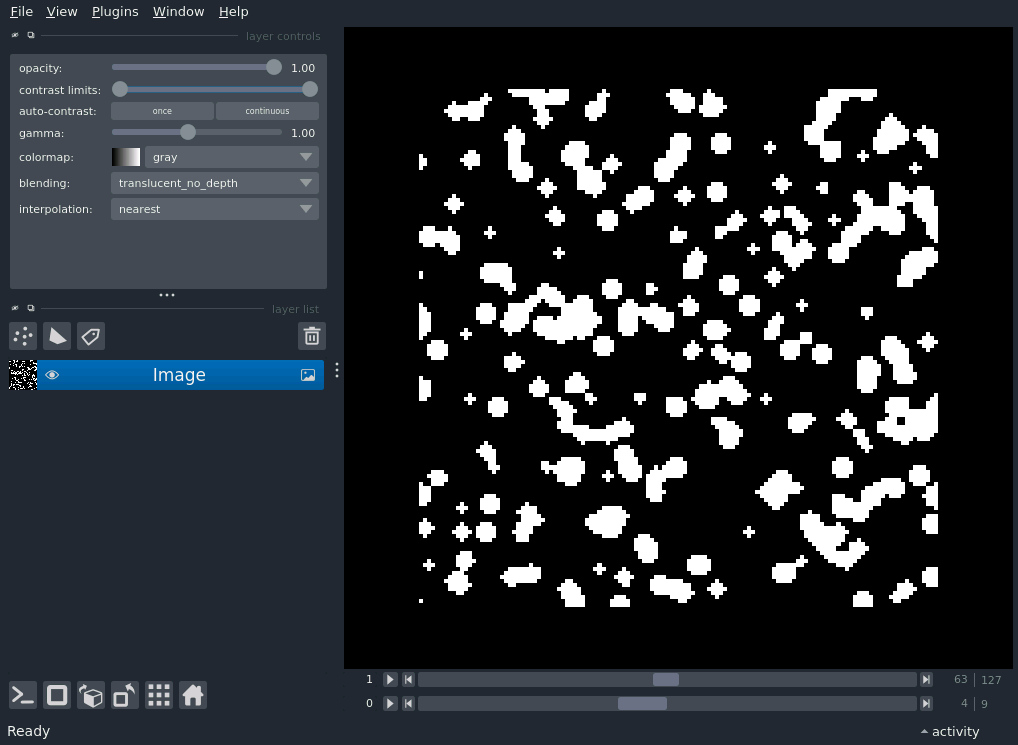 File View Plugins Window Help
layer controls
opacity: 1.00
contrast limits:
auto-contrast: once continuous
gamma: 1.00
colormap: gray
blending: translucent_no_depth
interpolation: nearest
layer list
Image
1 63 127
0 4 9
Ready activity